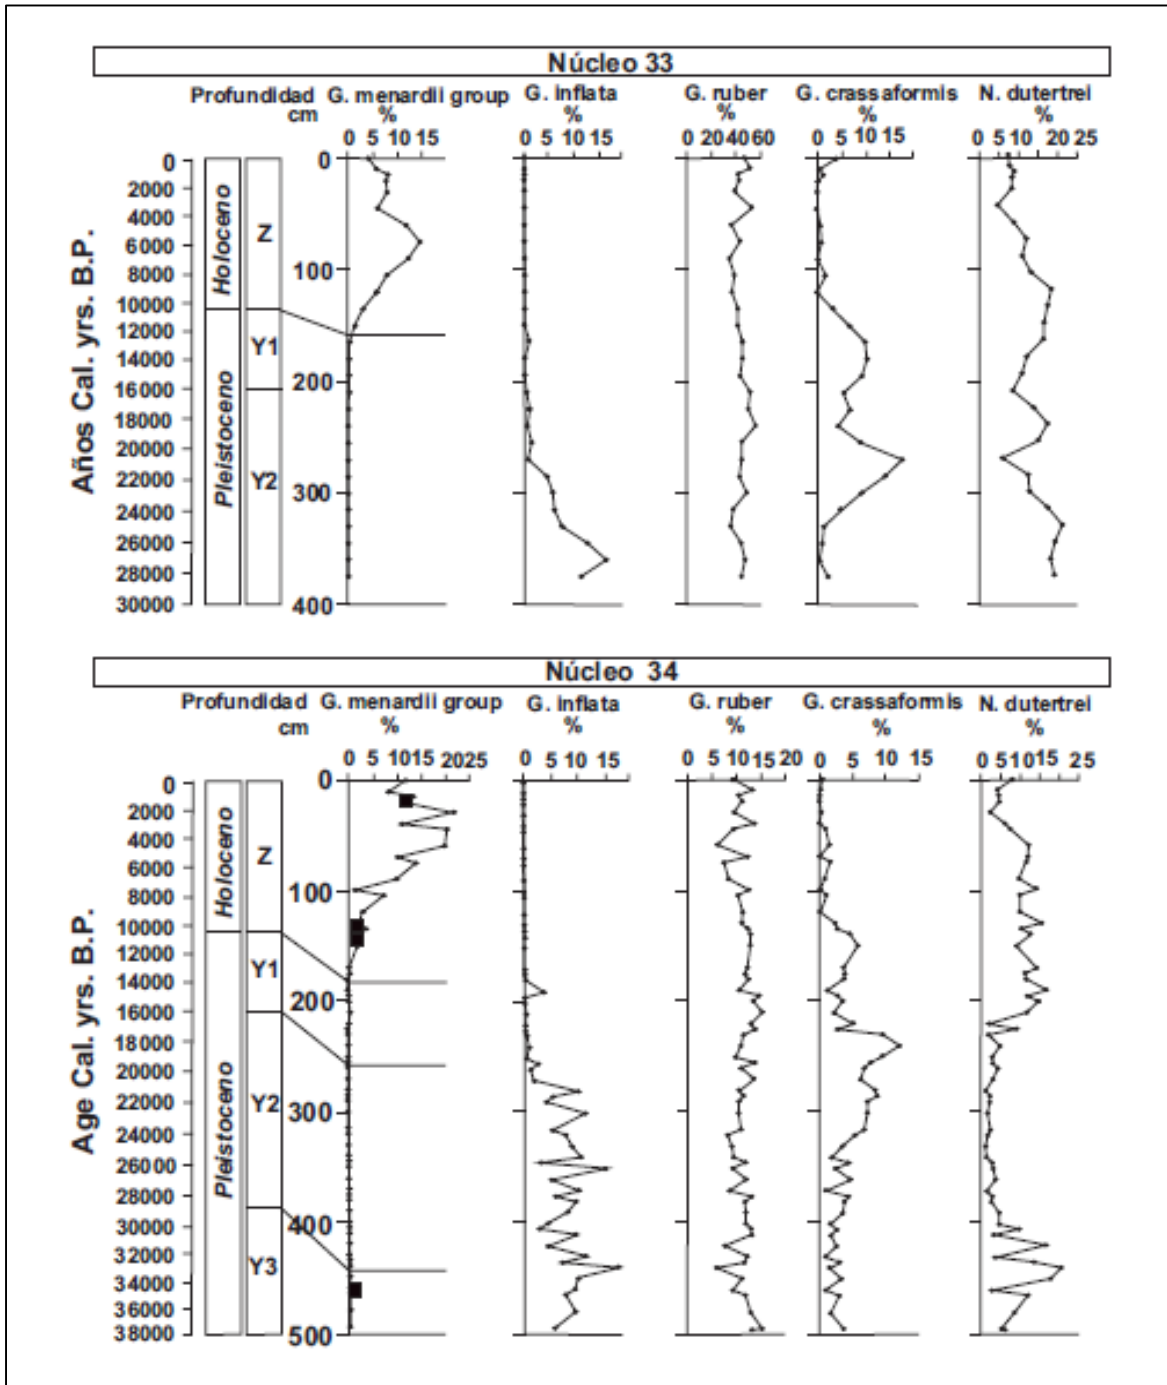 Núcleo 33
Profundidad cm G. menardii group % G. inflata % G. ruber % G. crassaformis % N. dutertrei %
0 5 10 15 0 5 10 15 0 20 40 60 0 5 10 15 0 5 10 15 20 25
Años Cal. yrs. B.P.
0
2000
4000
6000
8000
10000
12000
14000
16000
18000
20000
22000
24000
26000
28000
30000
Holoceno
Pleistoceno
Z
Y1
Y2
0
100
200
300
400
Núcleo 34
Profundidad cm G. menardii group % G. inflata % G. ruber % G. crassaformis % N. dutertrei %
0 5 10 15 20 25 0 5 10 15 20 0 5 10 15 20 0 5 10 15 0 5 10 15 20 25
Age Cal. yrs. B.P.
0
2000
4000
6000
8000
10000
12000
14000
16000
18000
20000
22000
24000
26000
28000
30000
32000
34000
36000
38000
Holoceno
Pleistoceno
Z
Y1
Y2
Y3
0
100
200
300
400
500